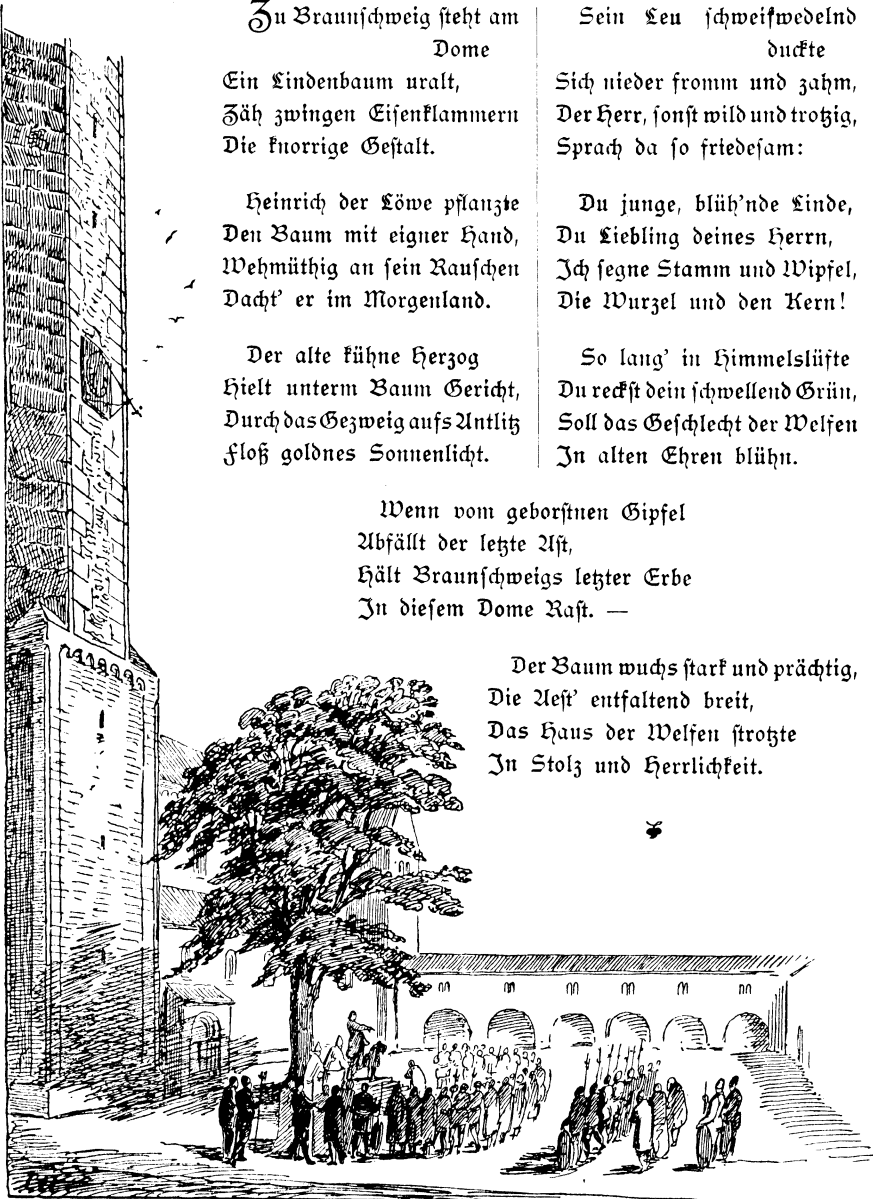 Zu Braunschweig steht am
Dome
Ein Lindenbaum uralt,
Zäh zwingen Eisenklammern
Die knorrige Gestalt.
Heinrich der Löwe pflanzte
Den Baum mit eigner Hand,
Wehmüthig an sein Rauschen
Dacht' er im Morgenland.
Der alte kühne Herzog
Hielt unterm Baum Gericht,
Durch das Gezweig aufs Antlitz
Floß goldnes Sonnenlicht.
Sein Leu schweifwedelnd
duckte
Sich nieder fromm und zahm,
Der Herr, sonst wild und trotzig,
Sprach da so friedesam:
Du junge, blüh'nde Linde,
Du Liebling deines Herrn,
Ich segne Stamm und Wipfel,
Die Wurzel und den Kern!
So lang' in Himmelslüfte
Du reckst dein schwellend Grün,
Soll das Geschlecht der Welfen
In alten Ehren blühn.
Wenn vom geborstnen Gipfel
Abfällt der letzte Ast,
Hält Braunschweigs letzter Erbe
In diesem Dome Rast. —
Der Baum wuchs stark und prächtig,
Die Aest' entfaltend breit,
Das Haus der Welfen strotzte
In Stolz und Herrlichkeit.